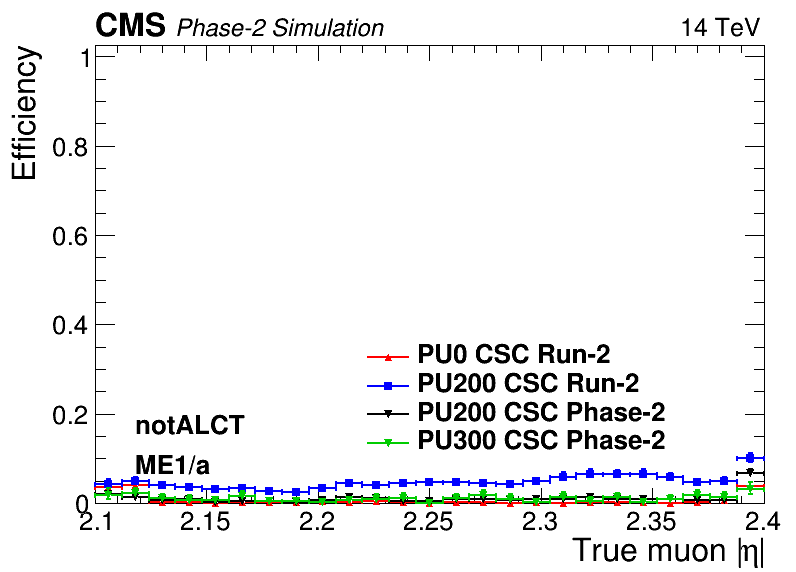 CMS Phase-2 Simulation 14 TeV
Efficiency
1
0.8
0.6
0.4
0.2
0
PU0 CSC Run-2
PU200 CSC Run-2
PU200 CSC Phase-2
PU300 CSC Phase-2
notALCT
ME1/a
2.1 2.15 2.2 2.25 2.3 2.35 2.4
True muon |η|